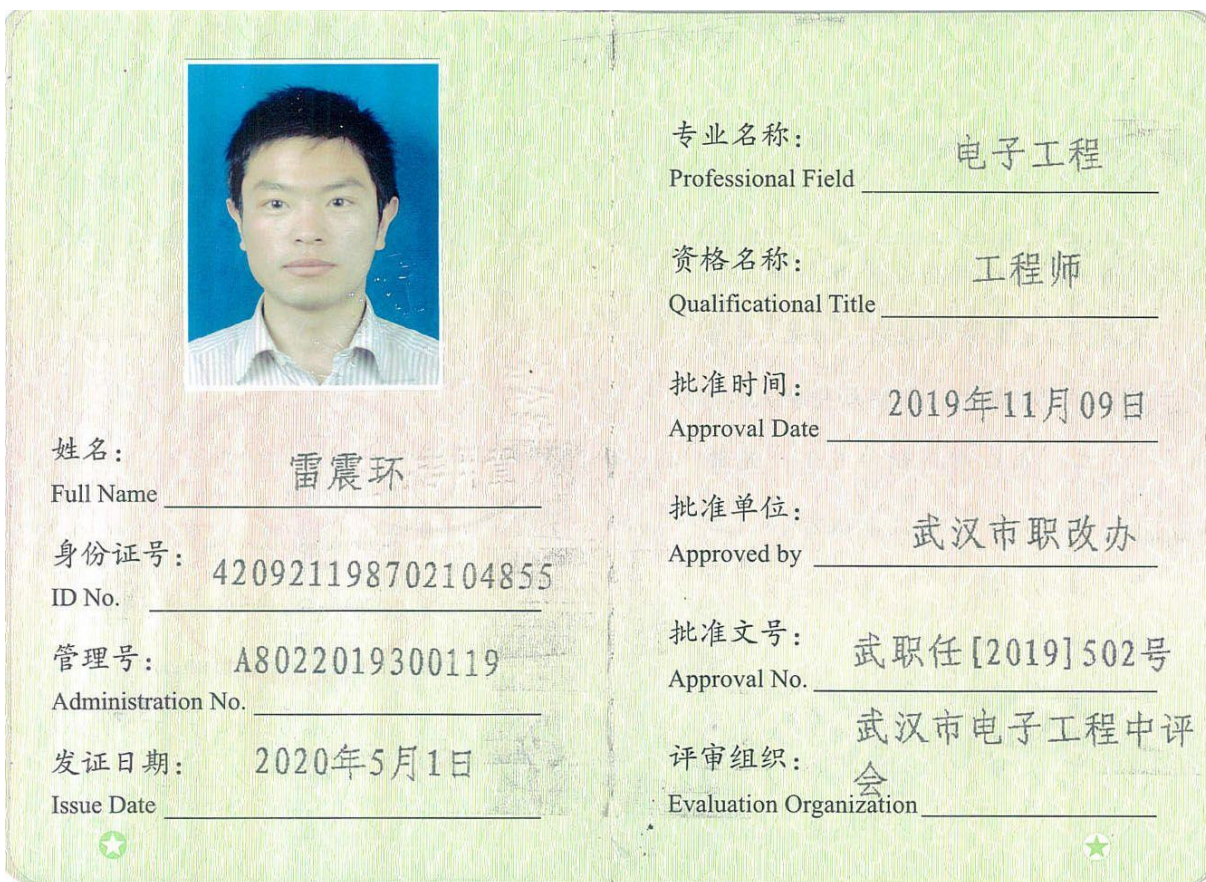 姓名:
Full Name 雷震环
身份证号: 420921198702104855
ID No.
管理号: A8022019300119
Administration No.
发证日期: 2020年5月1日
Issue Date
专业名称: 电子工程
Professional Field
资格名称: 工程师
Qualificational Title
批准时间: 2019年11月09日
Approval Date
批准单位: 武汉市职改办
Approved by
批准文号: 武职任[2019]502号
Approval No.
武汉市电子工程中评
评审组织: 会
Evaluation Organization